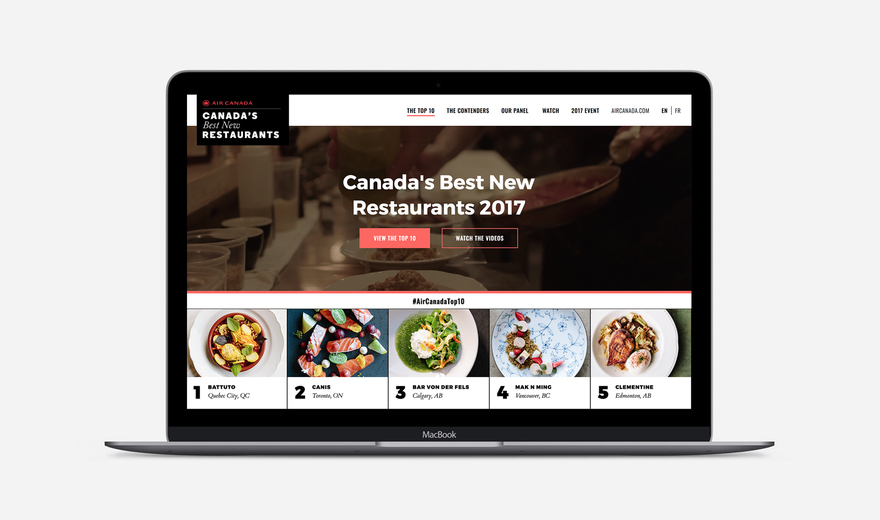 AIR CANADA
CANADA'S
Best New
RESTAURANTS
THE TOP 10 THE CONTENDERS OUR PANEL WATCH 2017 EVENT AIRCANADA.COM EN | FR
Canada's Best New
Restaurants 2017
VIEW THE TOP 10 WATCH THE VIDEOS
#AirCanadaTop10
1 BATTUTO
Quebec City, QC
2 CANIS
Toronto, ON
3 BAR VON DER FELS
Calgary, AB
4 MAK N MING
Vancouver, BC
5 CLEMENTINE
Edmonton, AB
MacBook